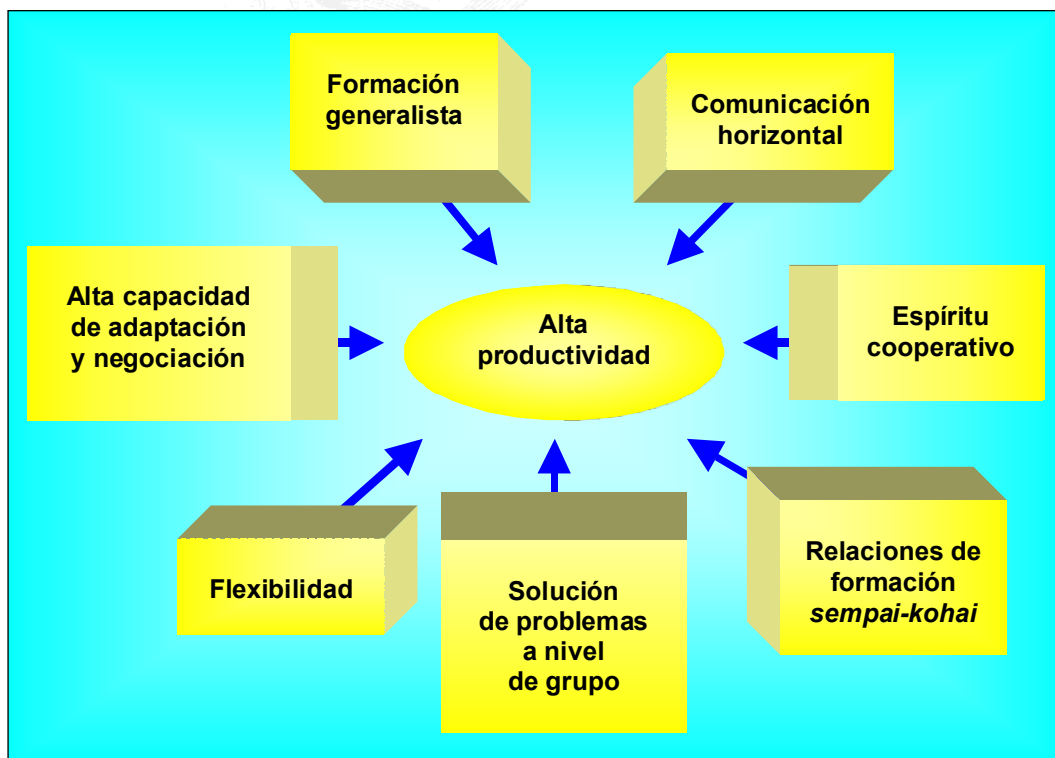 Formación
generalista
Comunicación
horizontal
Alta capacidad
de adaptación
y negociación
Alta
productividad
Espíritu
cooperativo
Flexibilidad
Solución
de problemas
a nivel
de grupo
Relaciones de
formación
sempai-kohai